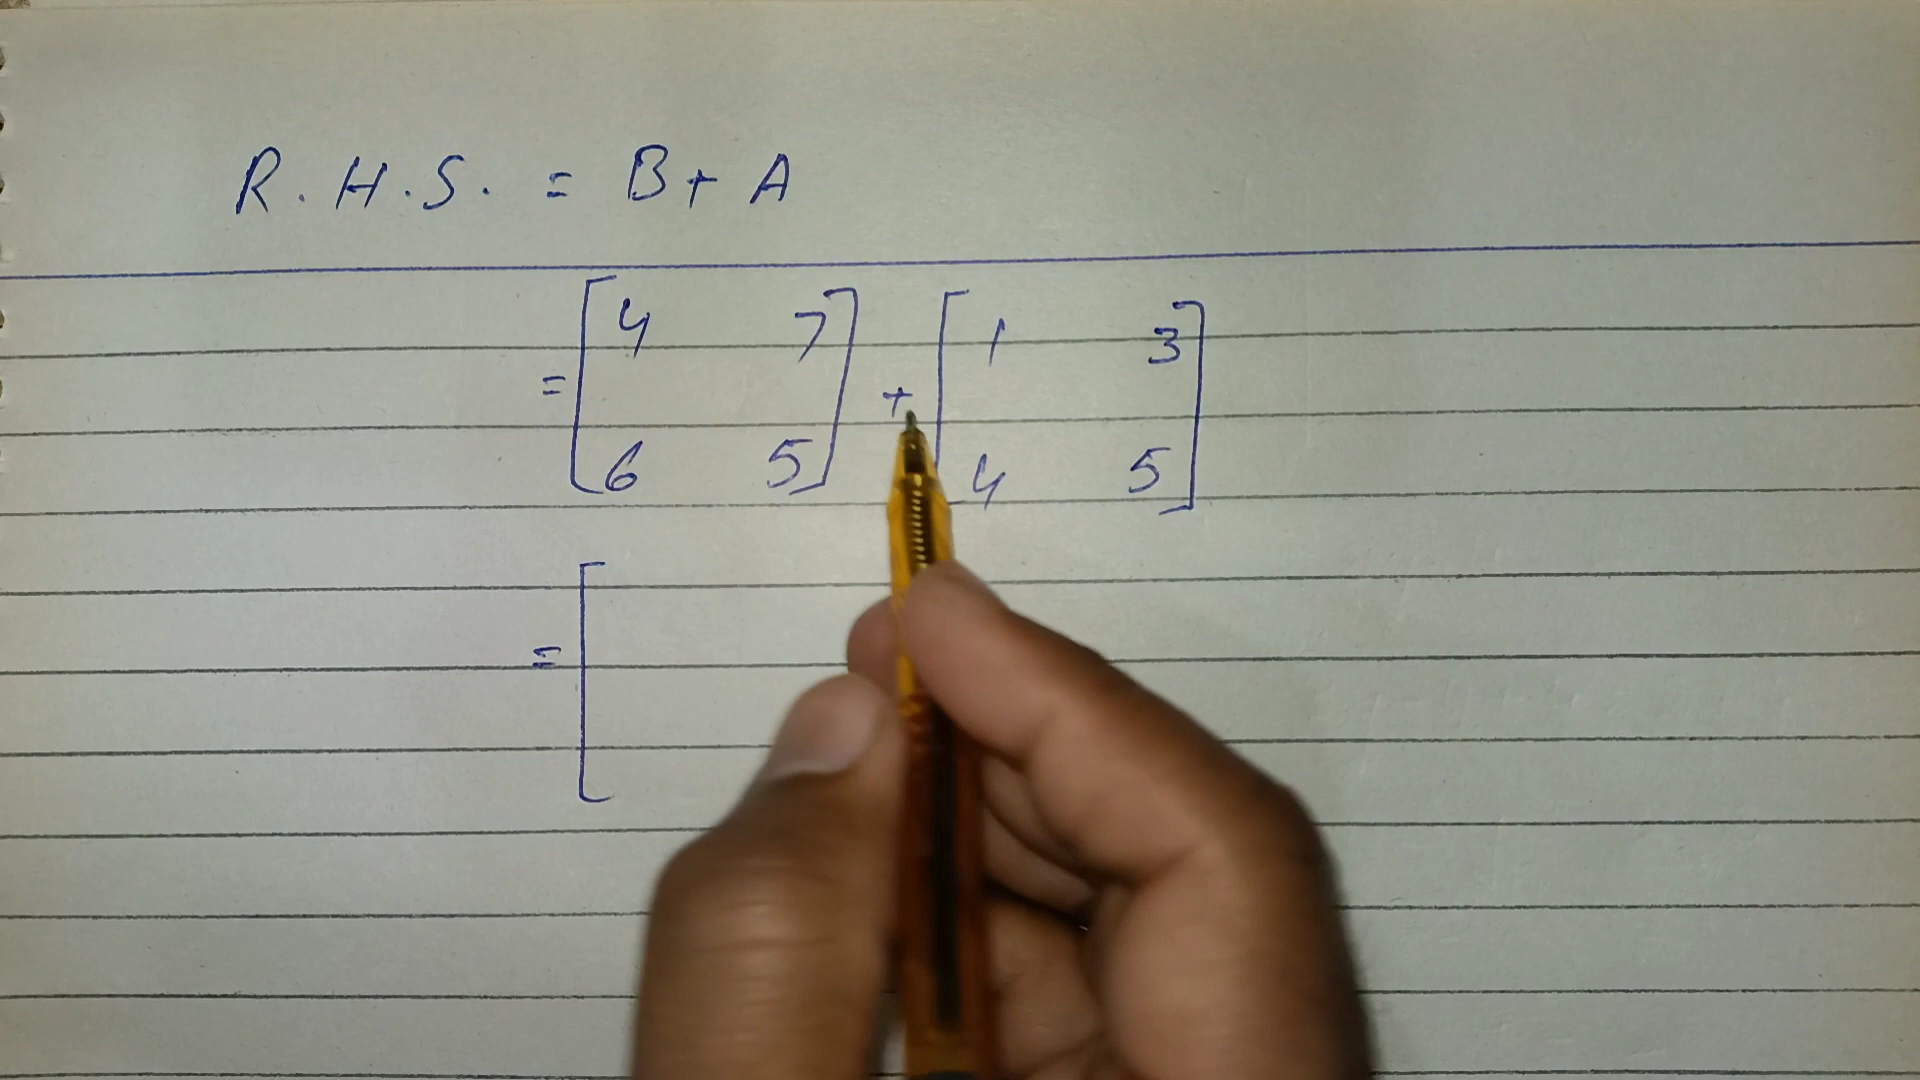 R.H.S. = B+ A
= [4 7] + [1 3]
[6 5] [4 5]
= [